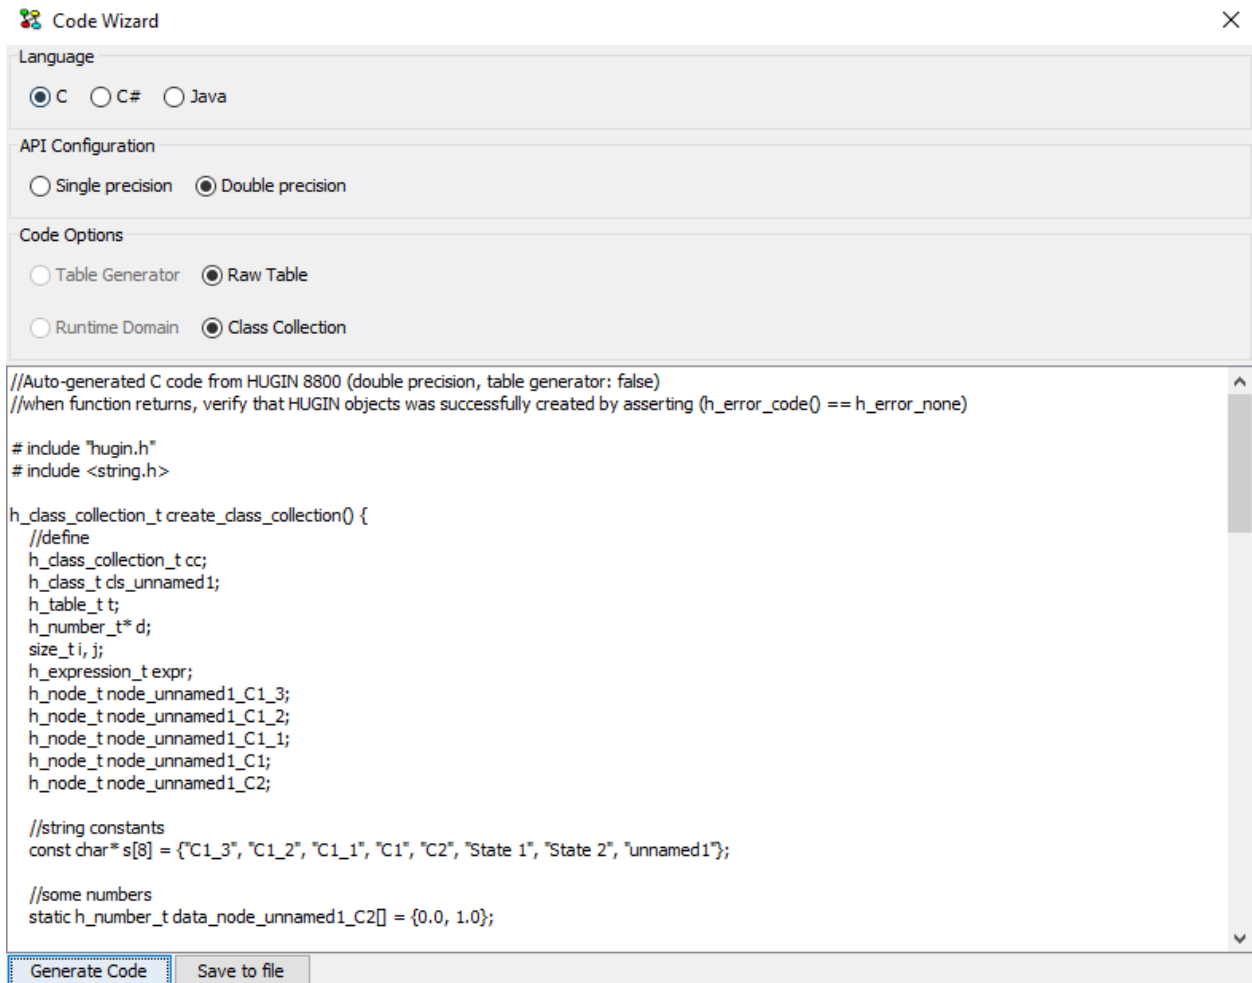 Code Wizard
Language
C C# Java
API Configuration
Single precision Double precision
Code Options
Table Generator Raw Table
Runtime Domain Class Collection
//Auto-generated C code from HUGIN 8800 (double precision, table generator: false)
//when function returns, verify that HUGIN objects was successfully created by asserting (h_error_code() == h_error_none)
# include "hugin.h"
# include <string.h>
h_class_collection_t create_class_collection() {
//define
h_class_collection_t cc;
h_class_t cls_unnamed1;
h_table_t t;
h_number_t* d;
size_t i, j;
h_expression_t expr;
h_node_t node_unnamed1_C1_3;
h_node_t node_unnamed1_C1_2;
h_node_t node_unnamed1_C1_1;
h_node_t node_unnamed1_C1;
h_node_t node_unnamed1_C2;
//string constants
const char* s[8] = {"C1_3", "C1_2", "C1_1", "C1", "C2", "State 1", "State 2", "unnamed1"};
//some numbers
static h_number_t data_node_unnamed1_C2[] = {0.0, 1.0};
Generate Code Save to file